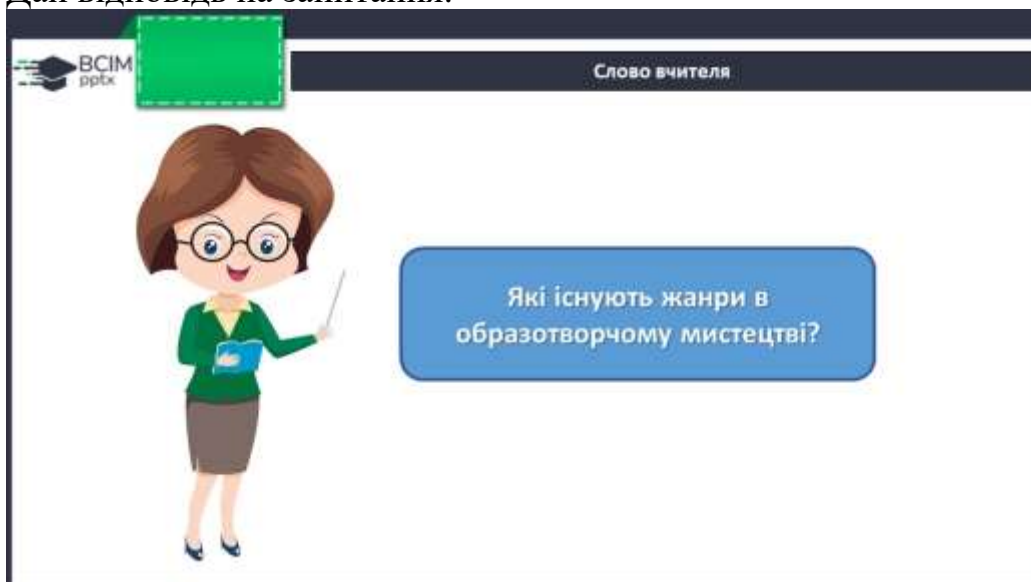 Дай відповідь на запитання.
ВСІМ
pptx
Слово вчителя
Які існують жанри в
образотворчому мистецтві?